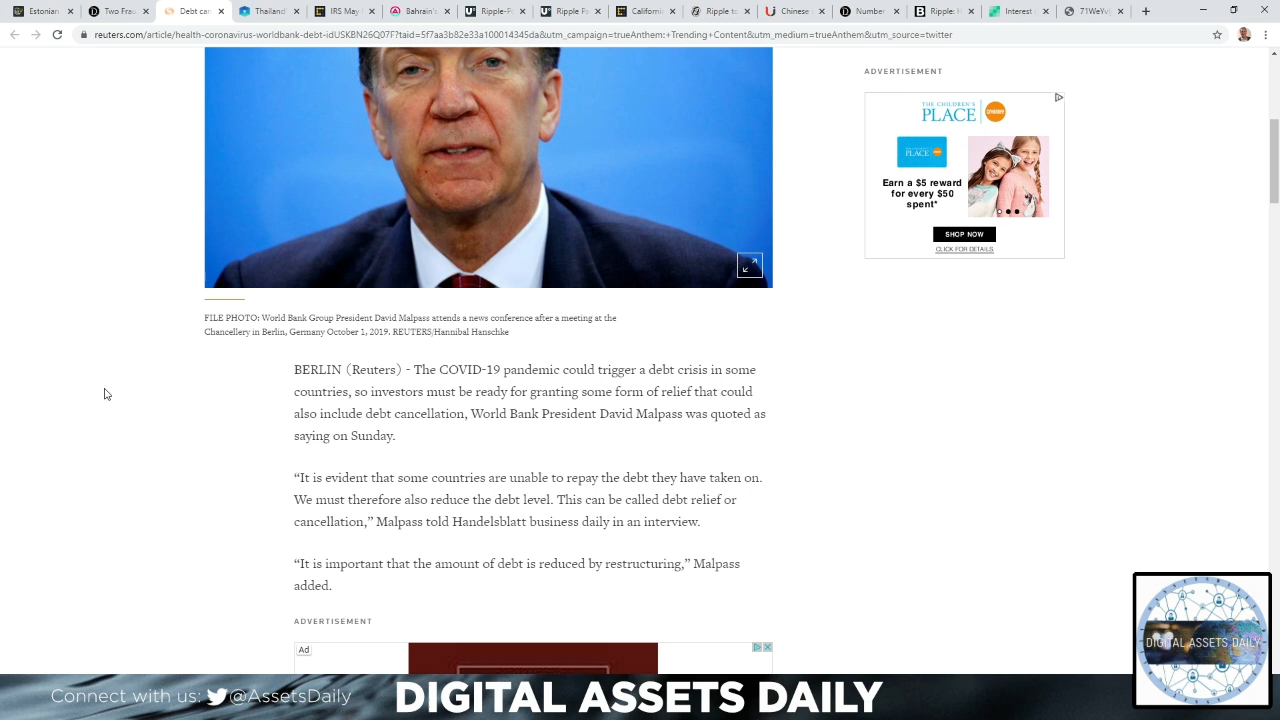 Estonian
Two Frau
Debt can
Thailand
IRS May
Bahrain'
Leading
Californi
Ripple to
Chinese
Number
Ripple H
Ripple s
71WeFvi
reuters.com/article/health-coronavirus-worldbank-debt-idUSKBN26Q07F?taid=5f7aa3b82e33a100014345da&utm_campaign=trueAnthem:+Trending+Content&utm_medium=trueAnthem&utm_source=twitter
ADVERTISEMENT
THE CHILDREN'S
PLACE
PLACE
Earn a $5 reward
for every $50
spent*
SHOP NOW
CLICK FOR DETAILS
FILE PHOTO: World Bank Group President David Malpass attends a news conference after a meeting at the
Chancellery in Berlin, Germany October 1, 2019. REUTERS/Hannibal Hanschke
BERLIN (Reuters) - The COVID-19 pandemic could trigger a debt crisis in some
countries, so investors must be ready for granting some form of relief that could
also include debt cancellation, World Bank President David Malpass was quoted as
saying on Sunday.
“It is evident that some countries are unable to repay the debt they have taken on.
We must therefore also reduce the debt level. This can be called debt relief or
cancellation,” Malpass told Handelsblatt business daily in an interview.
“It is important that the amount of debt is reduced by restructuring,” Malpass
added.
ADVERTISEMENT
Ad
DIGITAL ASSETS DAILY
Connect with us: @AssetsDaily
DIGITAL ASSETS DAILY